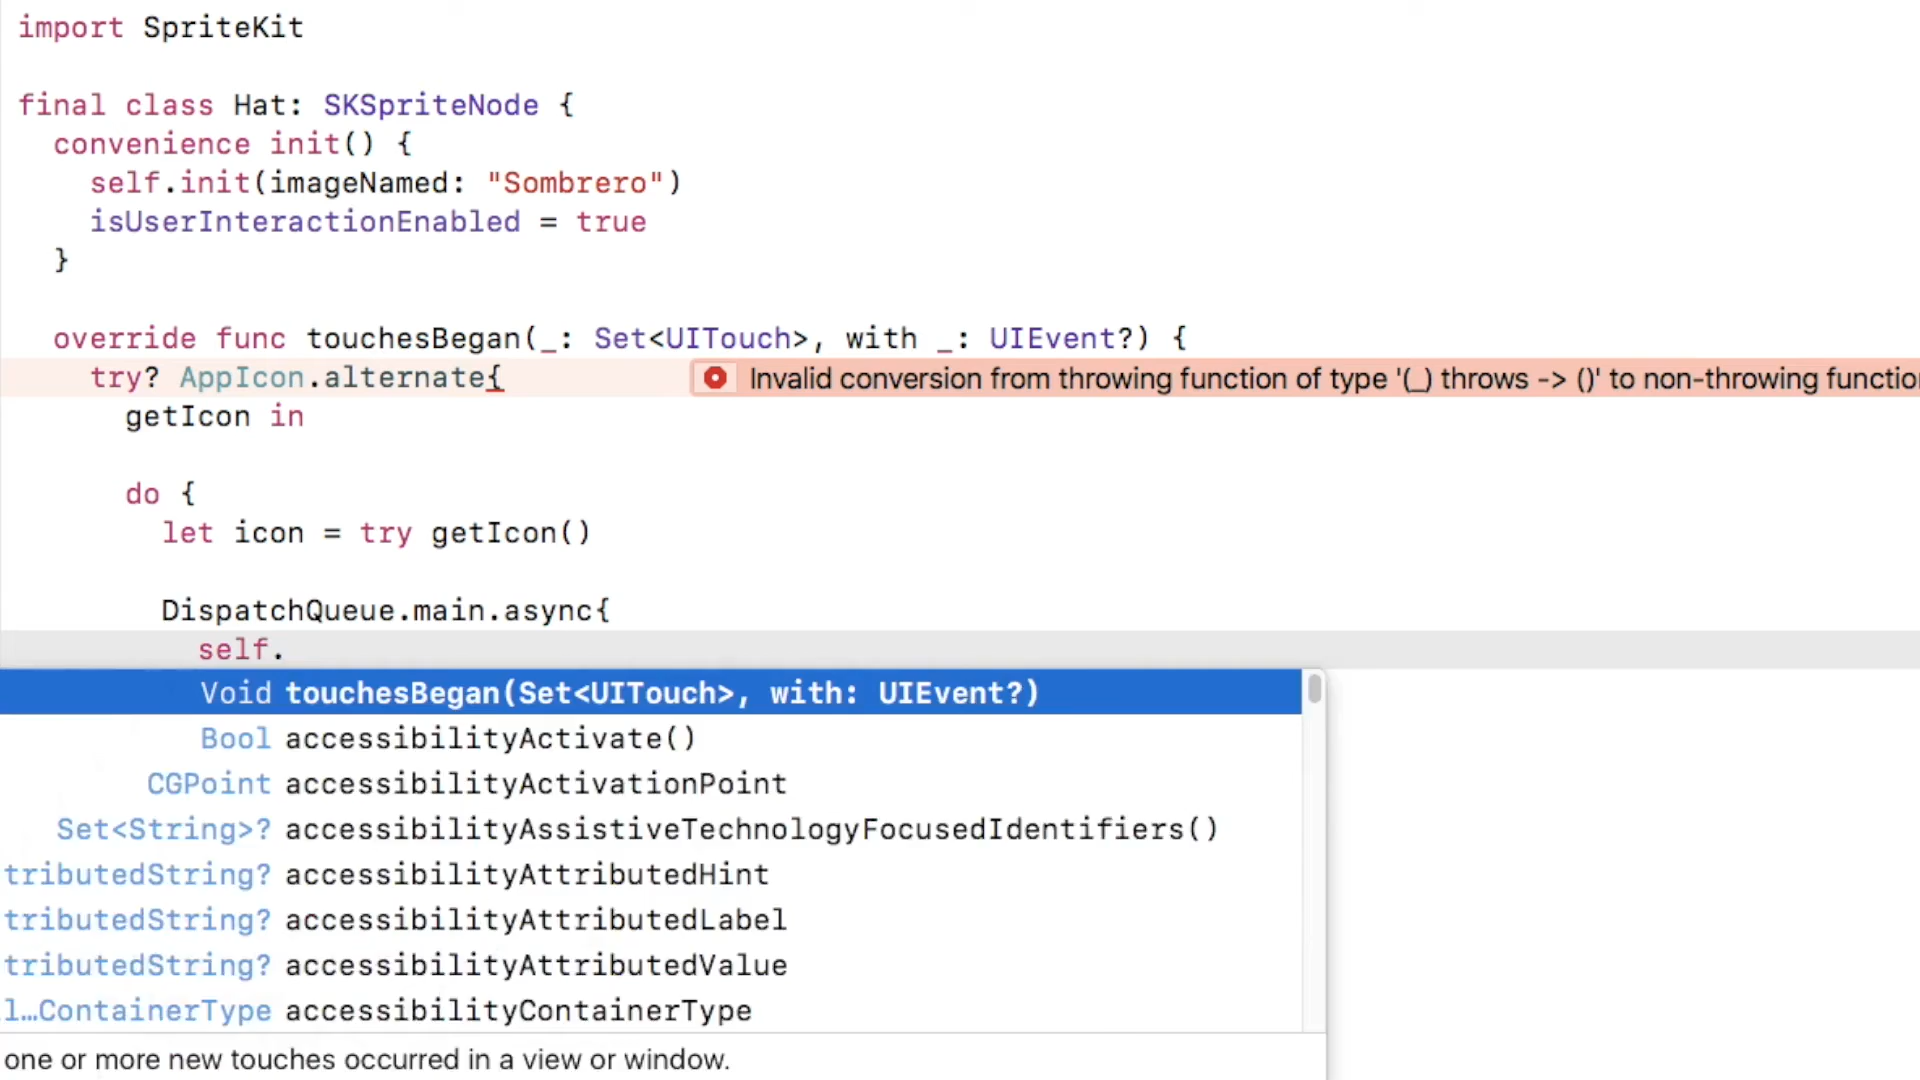 import SpriteKit
final class Hat: SKSpriteNode {
convenience init() {
self.init(imageNamed: "Sombrero")
isUserInteractionEnabled = true
}
override func touchesBegan(_: Set<UITouch>, with _: UIEvent?) {
try? AppIcon.alternate{ Invalid conversion from throwing function of type '(_) throws -> ()' to non-throwing functio
getIcon in
do {
let icon = try getIcon()
DispatchQueue.main.async{
self.
Void touchesBegan(Set<UITouch>, with: UIEvent?)
Bool accessibilityActivate()
CGPoint accessibilityActivationPoint
Set<String>? accessibilityAssistiveTechnologyFocusedIdentifiers()
tributedString? accessibilityAttributedHint
tributedString? accessibilityAttributedLabel
tributedString? accessibilityAttributedValue
l…ContainerType accessibilityContainerType
one or more new touches occurred in a view or window.